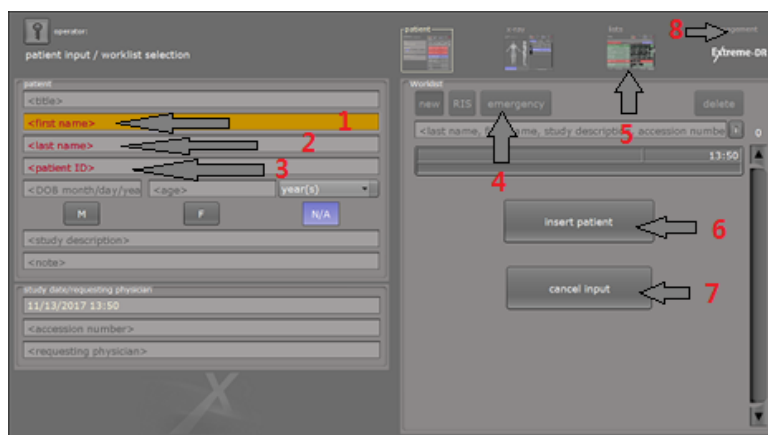 operator:
patient input / worklist selection
patient
x-ray
lists
8
Extreme-DR
patient
<title>
<first name>
1
<last name>
2
<patient ID>
3
<DOB month/day/yea
<age>
year(s)
M
F
N/A
<study description>
<note>
study date/requesting physician
11/13/2017 13:50
<accession number>
<requesting physician>
Worklist
new
RIS
emergency
delete
5
0
13:50
4
insert patient
6
cancel input
7